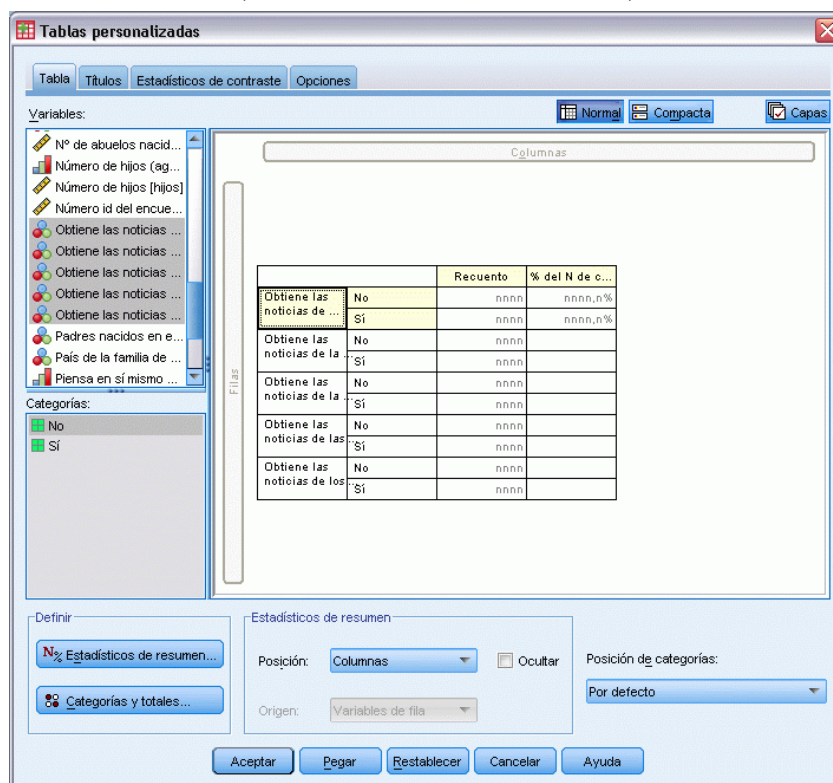 Tablas personalizadas
Tabla Títulos Estadísticos de contraste Opciones
Variables:
Normal Compacta Capas
Nº de abuelos nacid...
Número de hijos (ag...
Número de hijos [hijos]
Número id del encue...
Obtiene las noticias ...
Obtiene las noticias ...
Obtiene las noticias ...
Obtiene las noticias ...
Obtiene las noticias ...
Padres nacidos en e...
País de la familia de ...
Piensa en sí mismo ...
Categorías:
No
Sí
Columnas
Filas
Recuento % del N de c...
Obtiene las noticias de ... No nnnn nnnn,n%
Sí nnnn nnnn,n%
Obtiene las noticias de la ... No nnnn
Sí nnnn
Obtiene las noticias de la ... No nnnn
Sí nnnn
Obtiene las noticias de las ... No nnnn
Sí nnnn
Obtiene las noticias de los ... No nnnn
Sí nnnn
Definir
N% Estadísticos de resumen...
Categorías y totales...
Estadísticos de resumen
Posición: Columnas Ocultar
Origen: Variables de fila
Posición de categorías:
Por defecto
Aceptar Pegar Restablecer Cancelar Ayuda